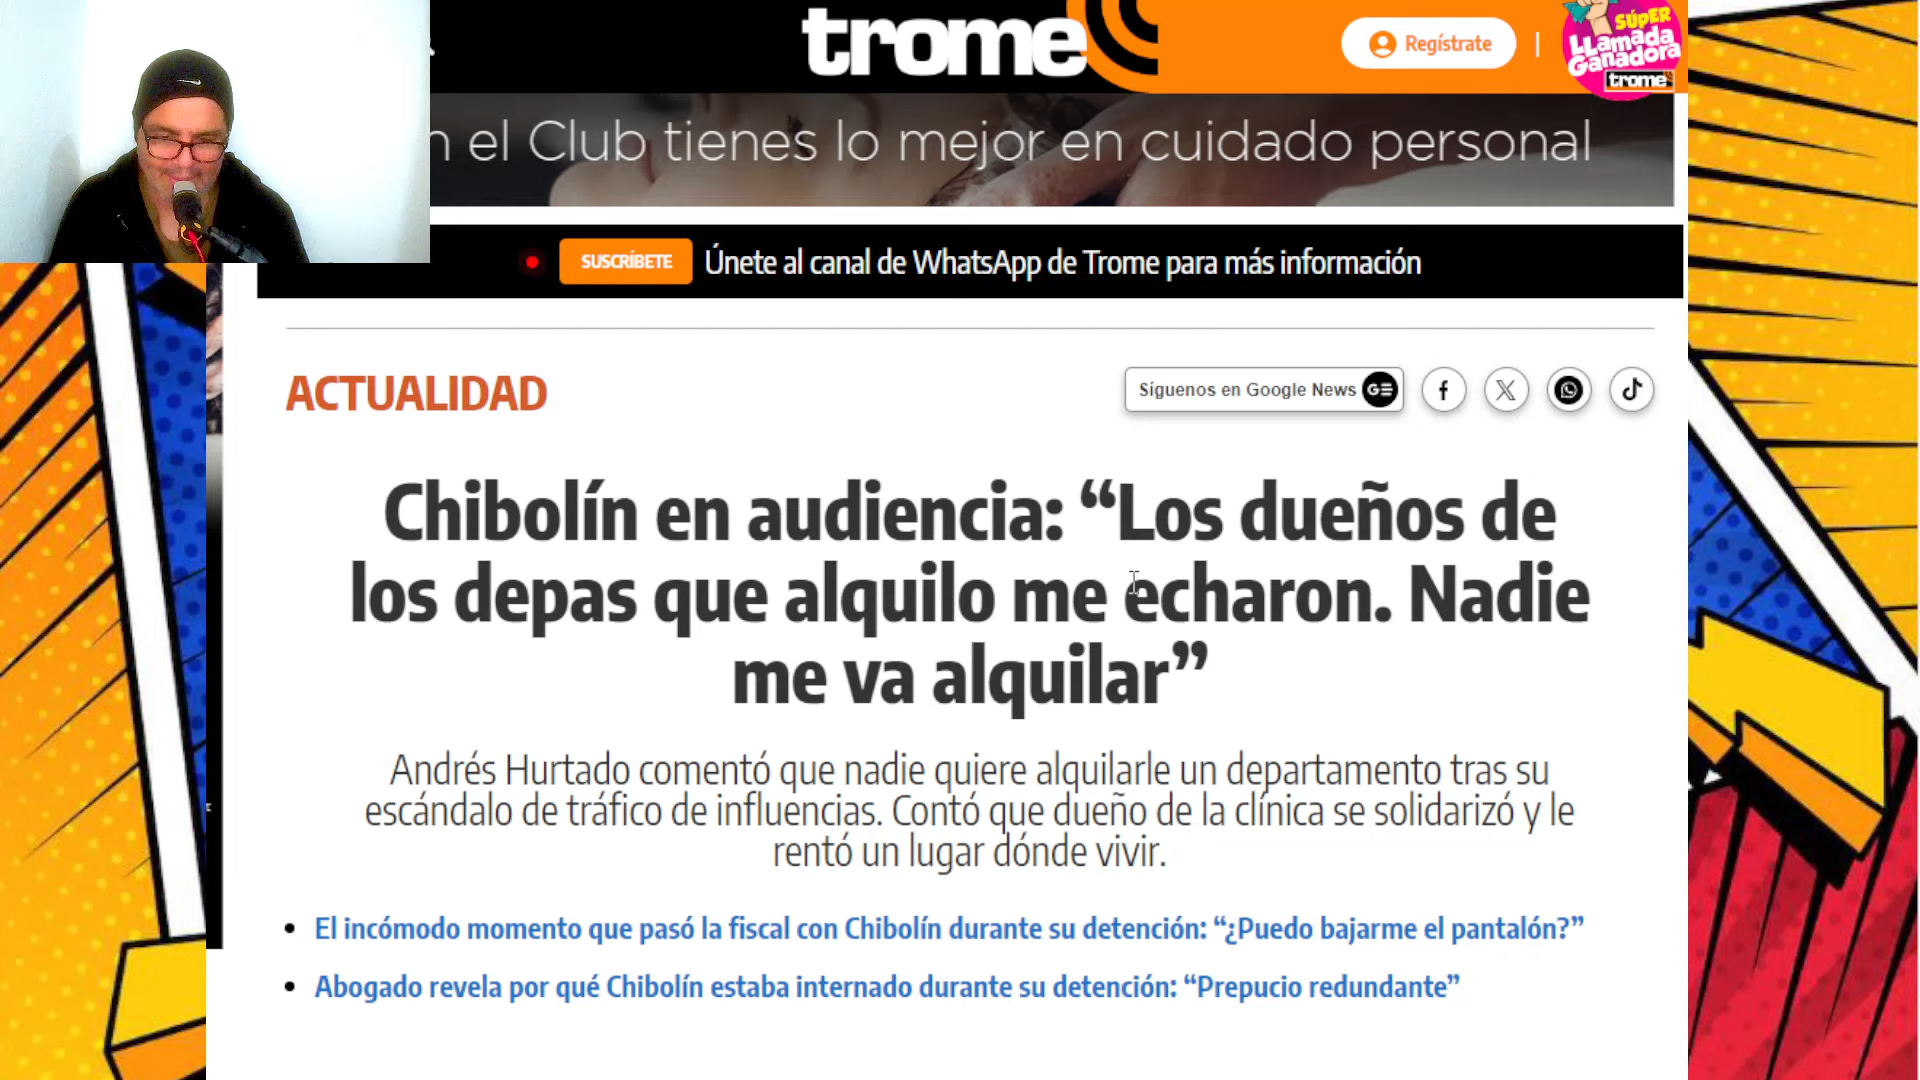 trome
Regístrate
SÚPER
LLamada
Ganadora
trome
n el Club tienes lo mejor en cuidado personal
SUSCRÍBETE Únete al canal de WhatsApp de Trome para más información
ACTUALIDAD
Síguenos en Google News
Chibolín en audiencia: “Los dueños de
los depas que alquilo me echaron. Nadie
me va alquilar”
Andrés Hurtado comentó que nadie quiere alquilarle un departamento tras su
escándalo de tráfico de influencias. Contó que dueño de la clínica se solidarizó y le
rentó un lugar dónde vivir.
• El incómodo momento que pasó la fiscal con Chibolín durante su detención: “¿Puedo bajarme el pantalón?”
• Abogado revela por qué Chibolín estaba internado durante su detención: “Prepucio redundante”